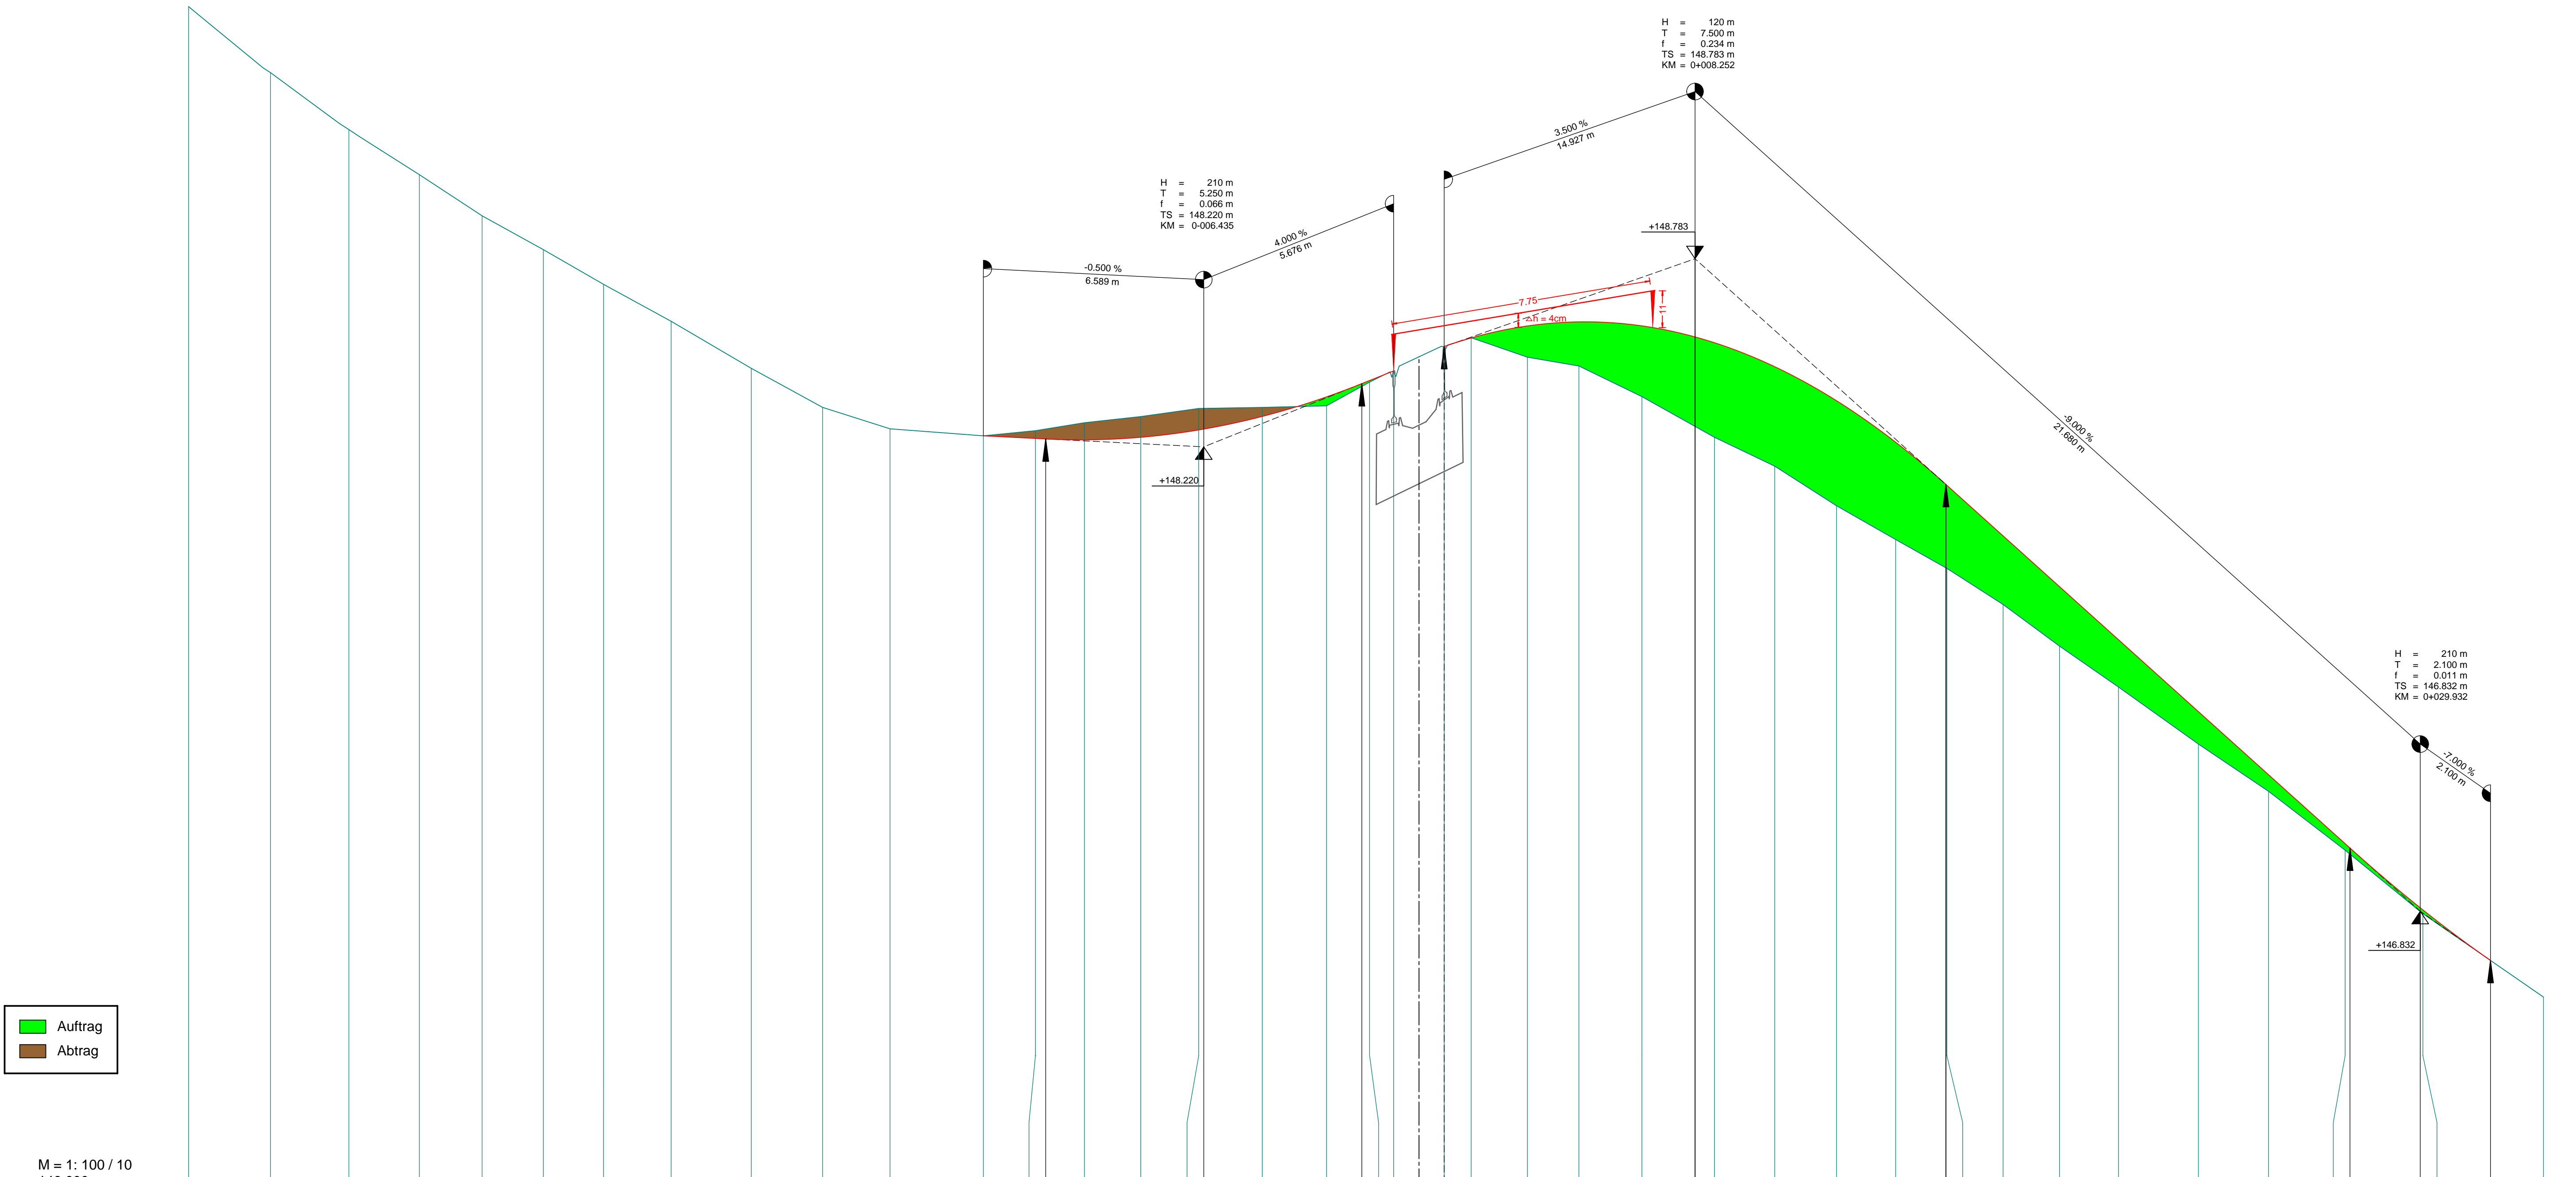 H = 120 m
T = 7.500 m
f = 0.234 m
TS = 148.783 m
KM = 0+008.252
3.500 %
14.927 m
H = 210 m
T = 5.250 m
f = 0.066 m
TS = 148.220 m
KM = 0-006.435
4.000 %
5.676 m
-0.500 %
6.589 m
+148.783
7.75
11
Δh = 4cm
-9.000 %
21.680 m
+148.220
H = 210 m
T = 2.100 m
f = 0.011 m
TS = 146.832 m
KM = 0+029.932
-7.000 %
2.100 m
+146.832
Auftrag
Abtrag
M = 1: 100 / 10